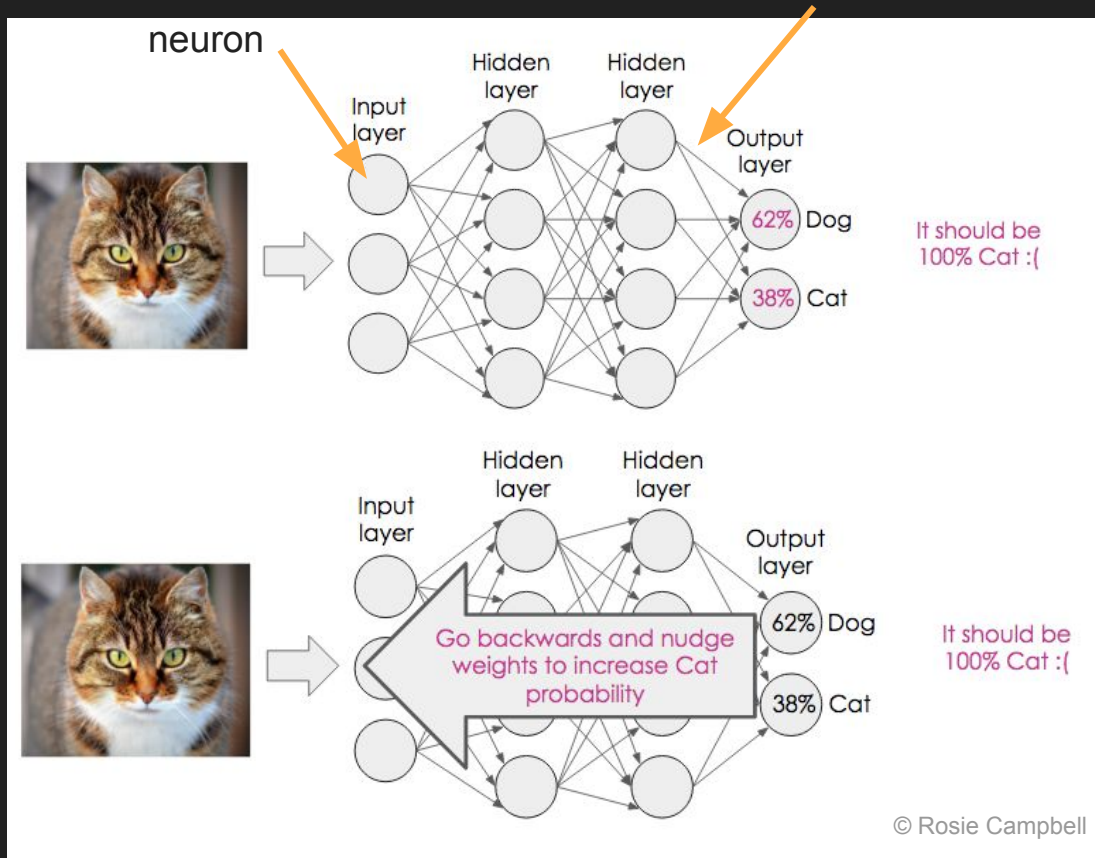 neuron
Hidden
layer
Hidden
layer
Input
layer
Output
layer
62% Dog
38% Cat
It should be
100% Cat :(
Hidden
layer
Hidden
layer
Input
layer
Output
layer
Go backwards and nudge
weights to increase Cat
probability
62% Dog
38% Cat
It should be
100% Cat :(
© Rosie Campbell